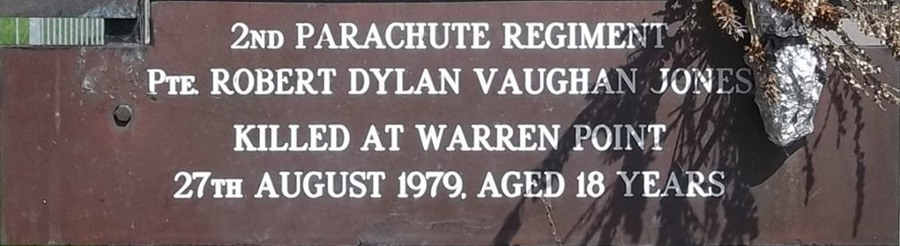 2ND PARACHUTE REGIMENT
PTE. ROBERT DYLAN VAUGHAN JONES
KILLED AT WARREN POINT
27TH AUGUST 1979, AGED 18 YEARS